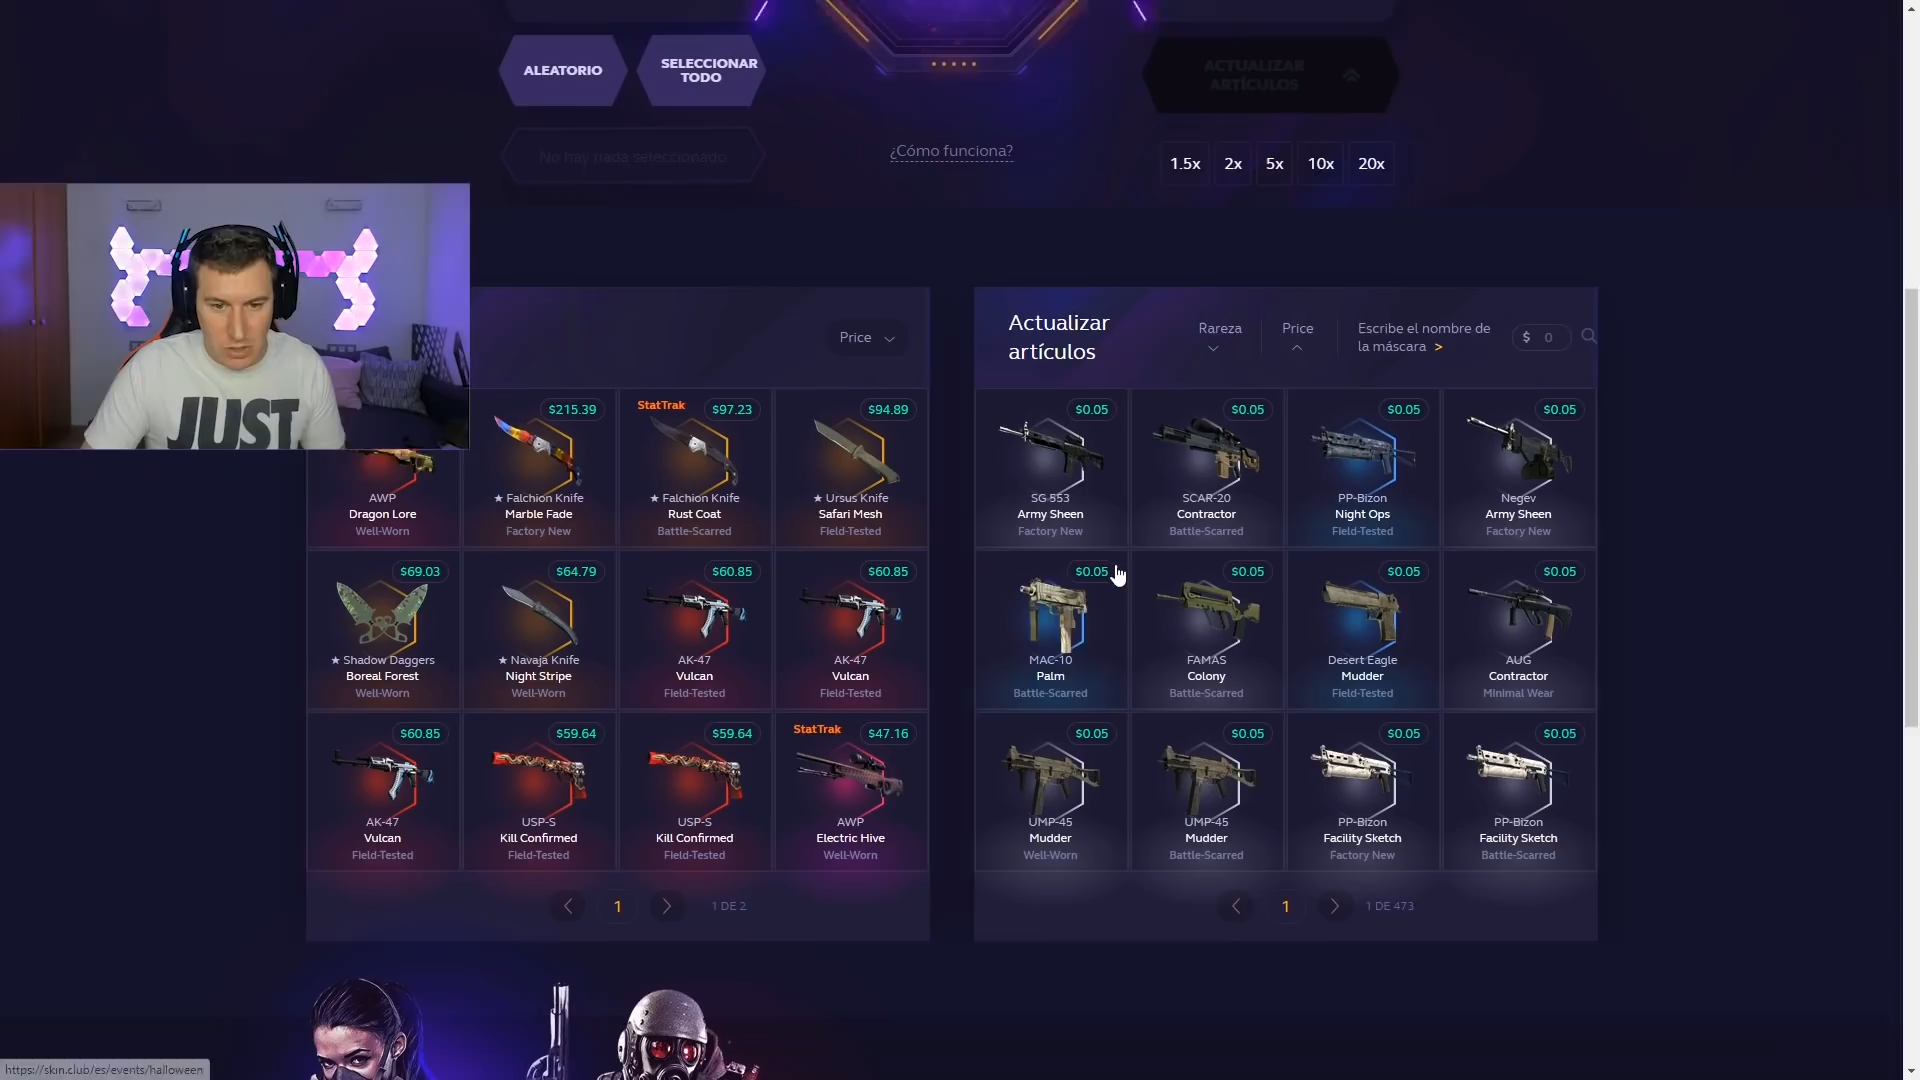 ALEATORIO
SELECCIONAR
TODO
No hay nada seleccionado
¿Cómo funciona?
ACTUALIZAR
ARTÍCULOS
1.5x 2x 5x 10x 20x
JUST
Price
$215.39
StatTrak $97.23
$94.89
AWP
Dragon Lore
Well-Worn
★ Falchion Knife
Marble Fade
Factory New
★ Falchion Knife
Rust Coat
Battle-Scarred
★ Ursus Knife
Safari Mesh
Field-Tested
$69.03
★ Shadow Daggers
Boreal Forest
Well-Worn
$64.79
★ Navaja Knife
Night Stripe
Well-Worn
$60.85
AK-47
Vulcan
Field-Tested
$60.85
AK-47
Vulcan
Field-Tested
$60.85
AK-47
Vulcan
Field-Tested
$59.64
USP-S
Kill Confirmed
Field-Tested
$59.64
USP-S
Kill Confirmed
Field-Tested
StatTrak $47.16
AWP
Electric Hive
Well-Worn
1
1 DE 2
Actualizar
artículos
Rareza
Price
Escribe el nombre de
la máscara >
$ 0
$0.05
SG 553
Army Sheen
Factory New
$0.05
SCAR-20
Contractor
Battle-Scarred
$0.05
PP-Bizon
Night Ops
Field-Tested
$0.05
Negev
Army Sheen
Factory New
$0.05
MAC-10
Palm
Battle-Scarred
$0.05
FAMAS
Colony
Battle-Scarred
$0.05
Desert Eagle
Mudder
Field-Tested
$0.05
AUG
Contractor
Minimal Wear
$0.05
UMP-45
Mudder
Well-Worn
$0.05
UMP-45
Mudder
Battle-Scarred
$0.05
PP-Bizon
Facility Sketch
Factory New
$0.05
PP-Bizon
Facility Sketch
Battle-Scarred
1
1 DE 473
https://skin.club/es/events/halloween